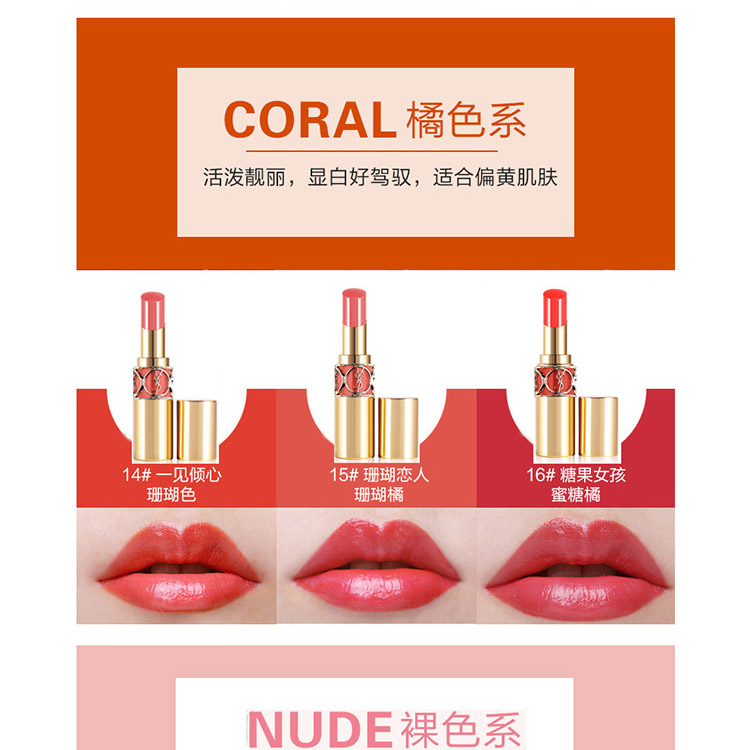 CORAL 橘色系
活泼靓丽，显白好驾驭，适合偏黄肌肤
14# 一见倾心
珊瑚色
15# 珊瑚恋人
珊瑚橘
16# 糖果女孩
蜜糖橘
NUDE 裸色系